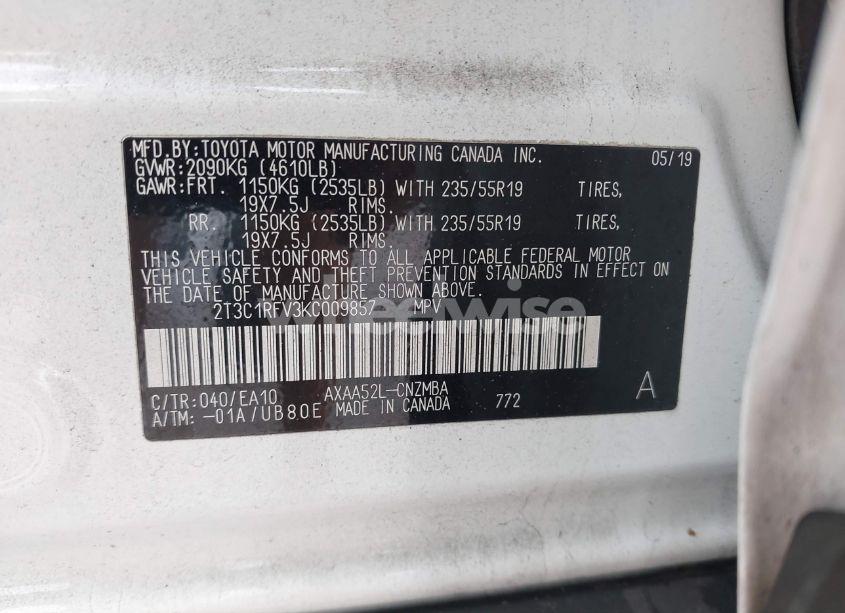 MFD.BY:TOYOTA MOTOR MANUFACTURING CANADA INC. 05/19
GVWR:2090KG (4610LB)
GAWR:FRT. 1150KG (2535LB) WITH 235/55R19 TIRES,
19X7.5J RIMS.
RR. 1150KG (2535LB) WITH 235/55R19 TIRES,
19X7.5J RIMS.
THIS VEHICLE CONFORMS TO ALL APPLICABLE FEDERAL MOTOR
VEHICLE SAFETY AND THEFT PREVENTION STANDARDS IN EFFECT ON
THE DATE OF MANUFACTURE SHOWN ABOVE.
2T3C1RFV3KC009857 MPV
wheelwise
C/TR:040/EA10 AXAA52L-CNZMBA A
A/TM:-01A/UB80E MADE IN CANADA 772